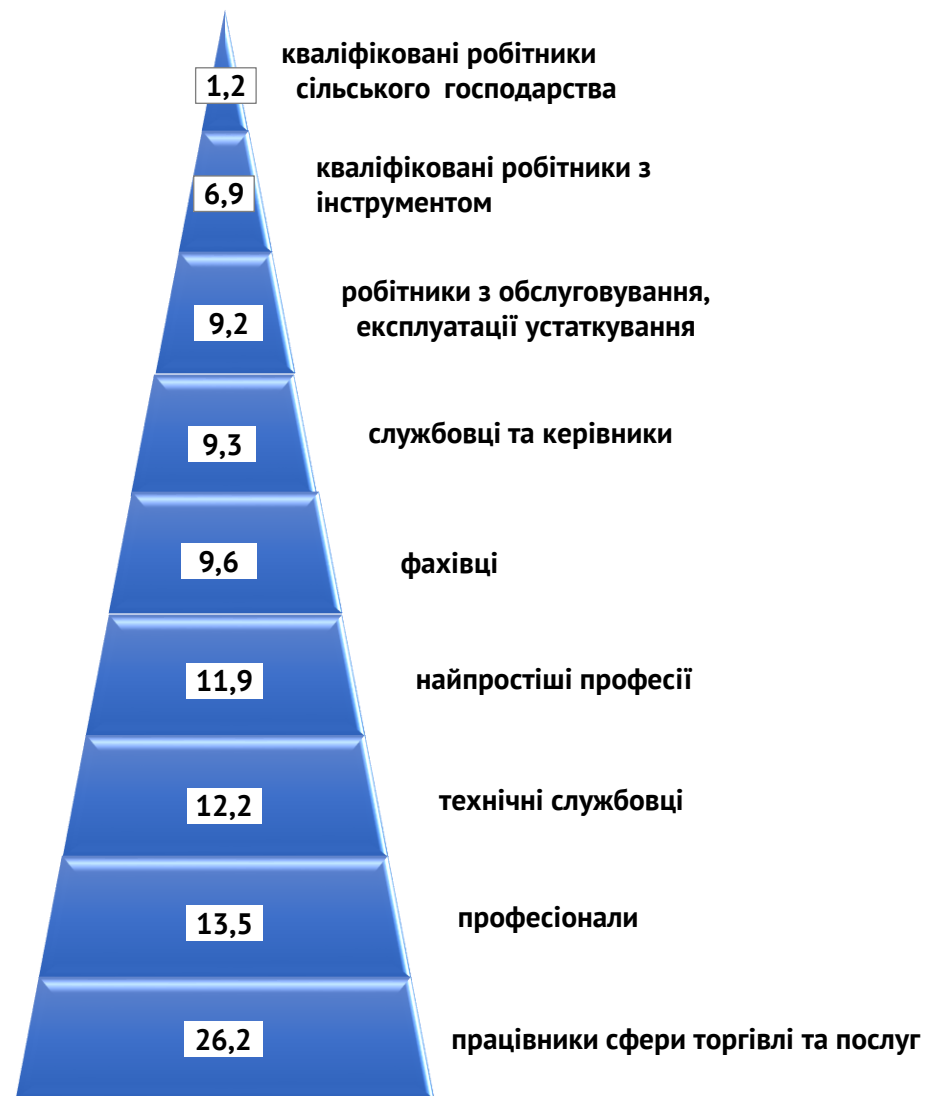 кваліфіковані робітники
1,2 сільського господарства
кваліфіковані робітники з
6,9 інструментом
робітники з обслуговування,
9,2 експлуатації устаткування
9,3 службовці та керівники
9,6 фахівці
11,9 найпростіші професії
12,2 технічні службовці
13,5 професіонали
26,2 працівники сфери торгівлі та послуг